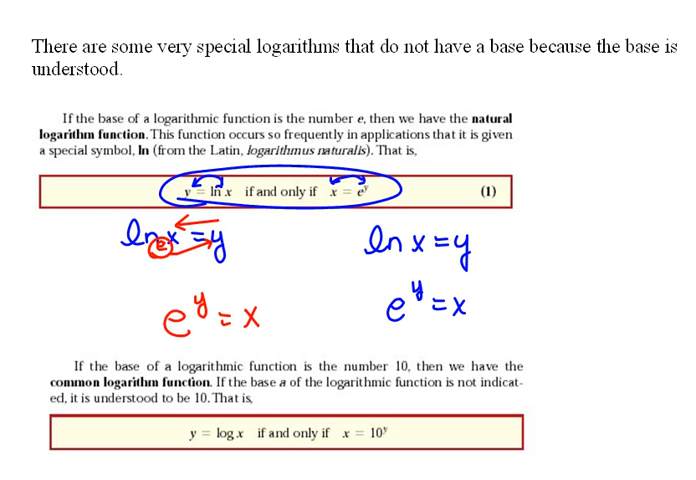 There are some very special logarithms that do not have a base because the base is
understood.
If the base of a logarithmic function is the number e, then we have the natural
logarithm function. This function occurs so frequently in applications that it is given
a special symbol, ln (from the Latin, logarithmus naturalis). That is,
y = ln x if and only if x = e^y (1)
ln_e x = y ln x = y
e^y = x e^y = x
If the base of a logarithmic function is the number 10, then we have the
common logarithm function. If the base a of the logarithmic function is not indicat-
ed, it is understood to be 10. That is,
y = log x if and only if x = 10^y